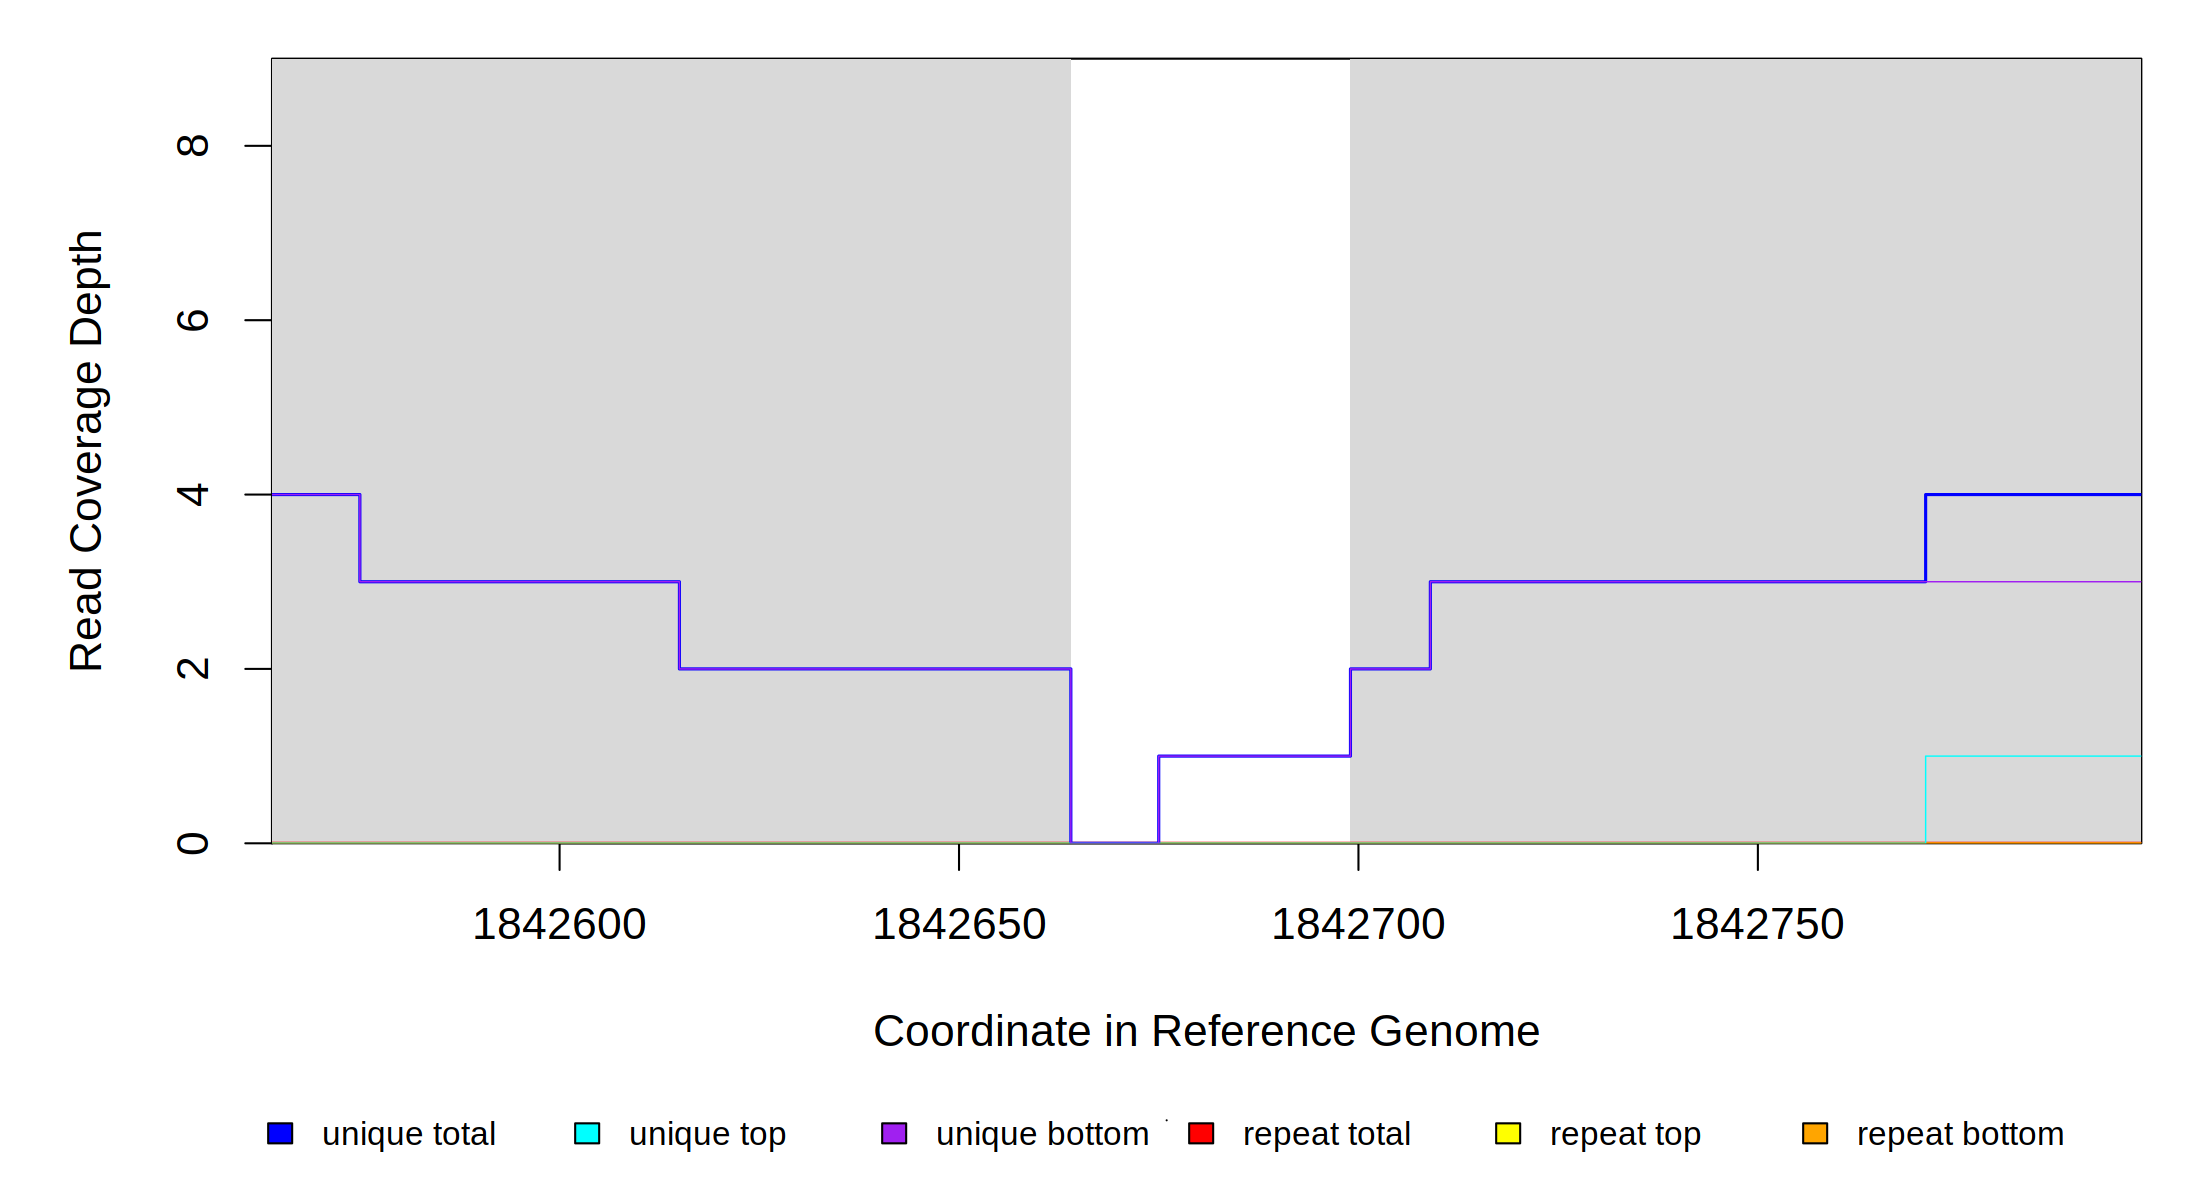 8
6
4
2
0
Read Coverage Depth
1842600 1842650 1842700 1842750
Coordinate in Reference Genome
unique total unique top unique bottom repeat total repeat top repeat bottom